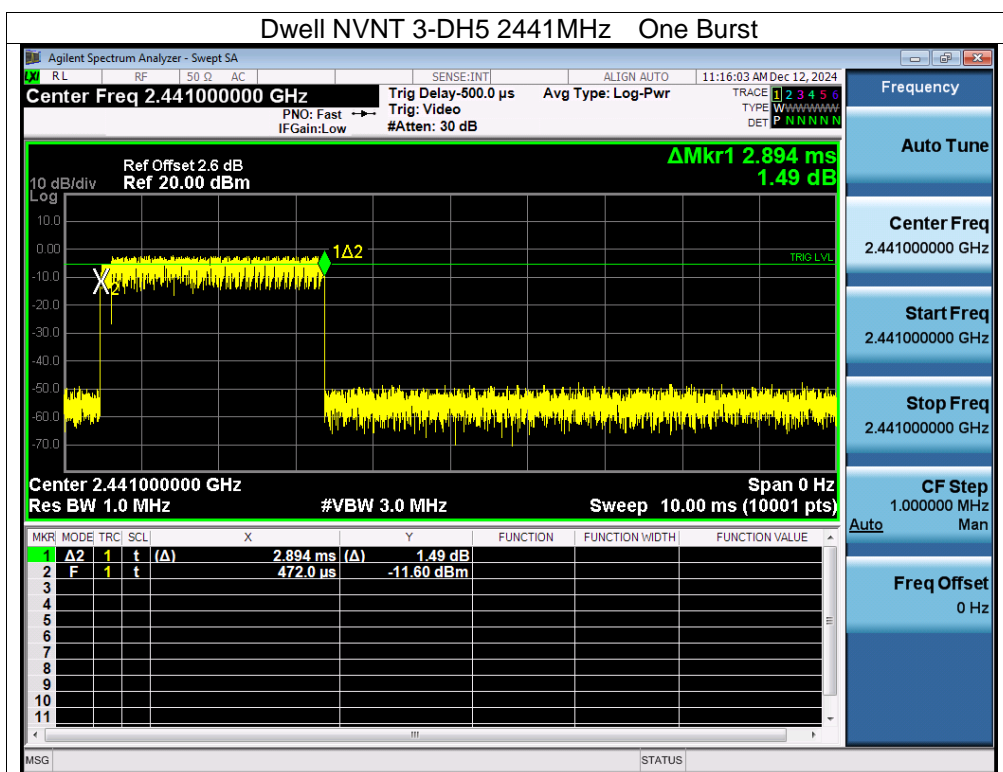 Dwell NVNT 3-DH5 2441MHz One Burst
Agilent Spectrum Analyzer - Swept SA
LXI RL RF 50 Ω AC SENSE:INT ALIGN AUTO 11:16:03 AM Dec 12, 2024
Center Freq 2.441000000 GHz Trig Delay-500.0 µs Avg Type: Log-Pwr TRACE 1 2 3 4 5 6
PNO: Fast Trig: Video TYPE WWWWWW
IFGain:Low #Atten: 30 dB DET P N N N N N
ΔMkr1 2.894 ms
1.49 dB
Ref Offset 2.6 dB
10 dB/div Ref 20.00 dBm
Log
10.0
0.00
-10.0
-20.0
-30.0
-40.0
-50.0
-60.0
-70.0
1Δ2
TRIG LVL
2
Center 2.441000000 GHz Span 0 Hz
Res BW 1.0 MHz #VBW 3.0 MHz Sweep 10.00 ms (10001 pts)
MKR MODE TRC SCL X Y FUNCTION FUNCTION WIDTH FUNCTION VALUE
1 Δ2 1 t (Δ) 2.894 ms (Δ) 1.49 dB
2 F 1 t 472.0 µs -11.60 dBm
3
4
5
6
7
8
9
10
11
MSG STATUS
Frequency
Auto Tune
Center Freq
2.441000000 GHz
Start Freq
2.441000000 GHz
Stop Freq
2.441000000 GHz
CF Step
1.000000 MHz
Auto Man
Freq Offset
0 Hz